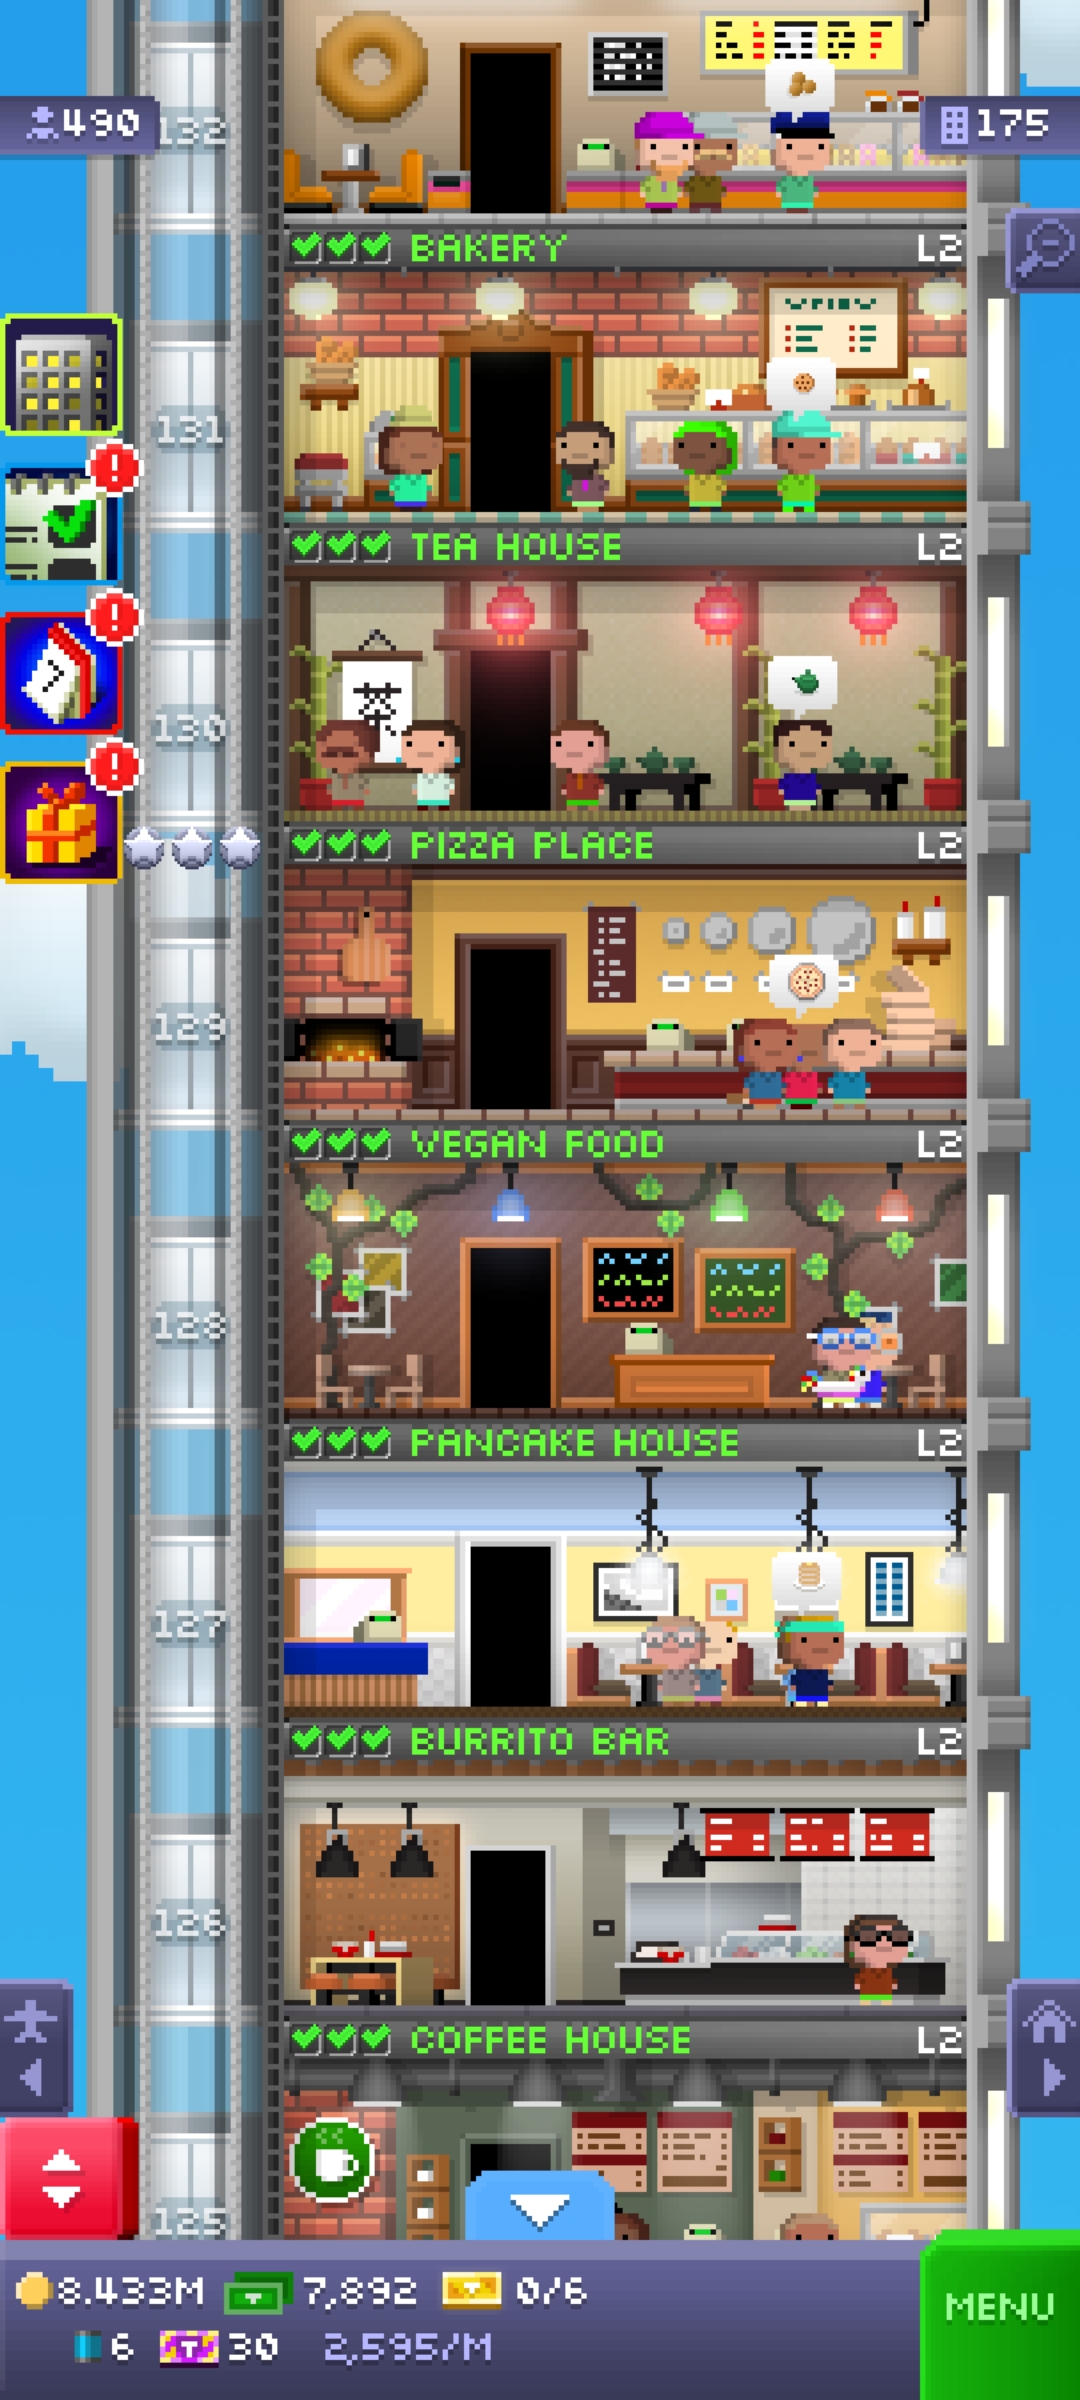 490
132
175
BAKERY L2
131
TEA HOUSE L2
130
茶
PIZZA PLACE L2
129
VEGAN FOOD L2
128
PANCAKE HOUSE L2
127
BURRITO BAR L2
126
COFFEE HOUSE L2
125
8.433M 7,892 0/6
6 T 30 2,595/M
MENU
7